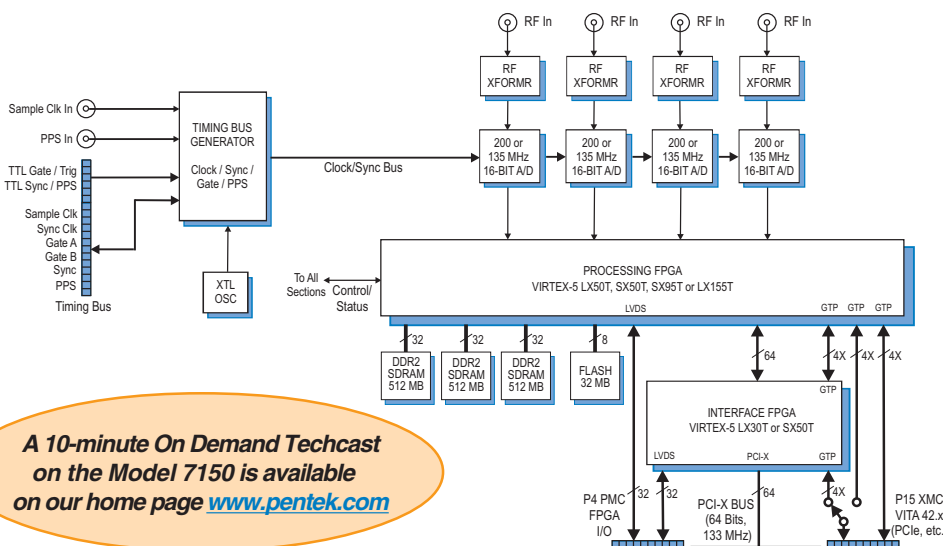 RF In RF In RF In RF In
RF
XFORMR
RF
XFORMR
RF
XFORMR
RF
XFORMR
Sample Clk In
PPS In
TTL Gate / Trig
TTL Sync / PPS
Sample Clk
Sync Clk
Gate A
Gate B
Sync
PPS
Timing Bus
TIMING BUS
GENERATOR
Clock / Sync /
Gate / PPS
XTL
OSC
Clock/Sync Bus
200 or
135 MHz
16-BIT A/D
200 or
135 MHz
16-BIT A/D
200 or
135 MHz
16-BIT A/D
200 or
135 MHz
16-BIT A/D
To All
Sections
Control/
Status
PROCESSING FPGA
VIRTEX-5 LX50T, SX50T, SX95T or LX155T
LVDS
GTP GTP GTP
32
32
32
8
64
4X
4X
4X
DDR2
SDRAM
512 MB
DDR2
SDRAM
512 MB
DDR2
SDRAM
512 MB
FLASH
32 MB
GTP
INTERFACE FPGA
VIRTEX-5 LX30T or SX50T
LVDS
PCI-X
GTP
P4 PMC
FPGA
I/O
32
32
PCI-X BUS
(64 Bits,
133 MHz)
64
4X
P15 XMC
VITA 42.x
(PCIe, etc.
A 10-minute On Demand Techcast
on the Model 7150 is available
on our home page www.pentek.com